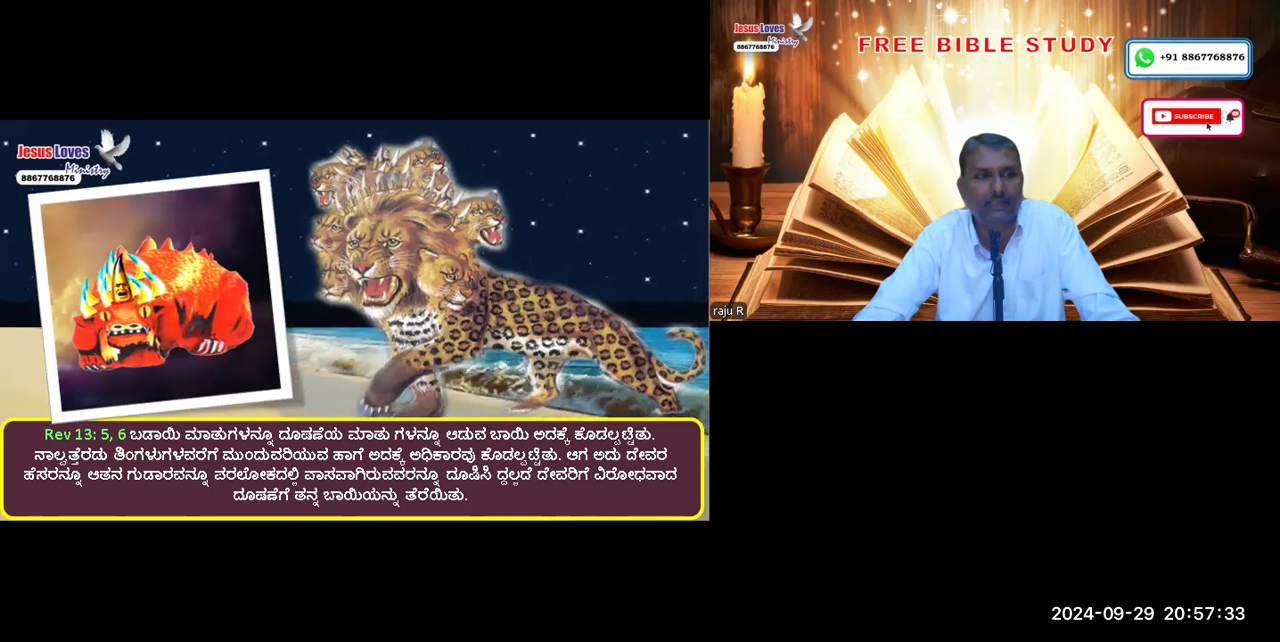 Jesus Loves
Ministry
8867768876
Rev 13: 5, 6 ಬಡಾಯಿ ಮಾತುಗಳನ್ನೂ ದೂಷಣೆಯ ಮಾತು ಗಳನ್ನೂ ಆಡುವ ಬಾಯಿ ಅದಕ್ಕೆ ಕೊಡಲ್ಪಟ್ಟಿತು.
ನಾಲ್ವತ್ತೆರಡು ತಿಂಗಳುಗಳವರೆಗೆ ಮುಂದುವರಿಯುವ ಹಾಗೆ ಅದಕ್ಕೆ ಅಧಿಕಾರವು ಕೊಡಲ್ಪಟ್ಟಿತು. ಆಗ ಅದು ದೇವರ
ಹೆಸರನ್ನೂ ಆತನ ಗುಡಾರವನ್ನೂ ಪರಲೋಕದಲ್ಲಿ ವಾಸವಾಗಿರುವವರನ್ನೂ ದೂಷಿಸಿ ದ್ದಲ್ಲದೆ ದೇವರಿಗೆ ವಿರೋಧವಾದ
ದೂಷಣೆಗೆ ತನ್ನ ಬಾಯಿಯನ್ನು ತೆರೆಯಿತು.
Jesus Loves
Ministry
8867768876
FREE BIBLE STUDY
+91 8867768876
SUBSCRIBE
raju R
2024-09-29 20:57:33